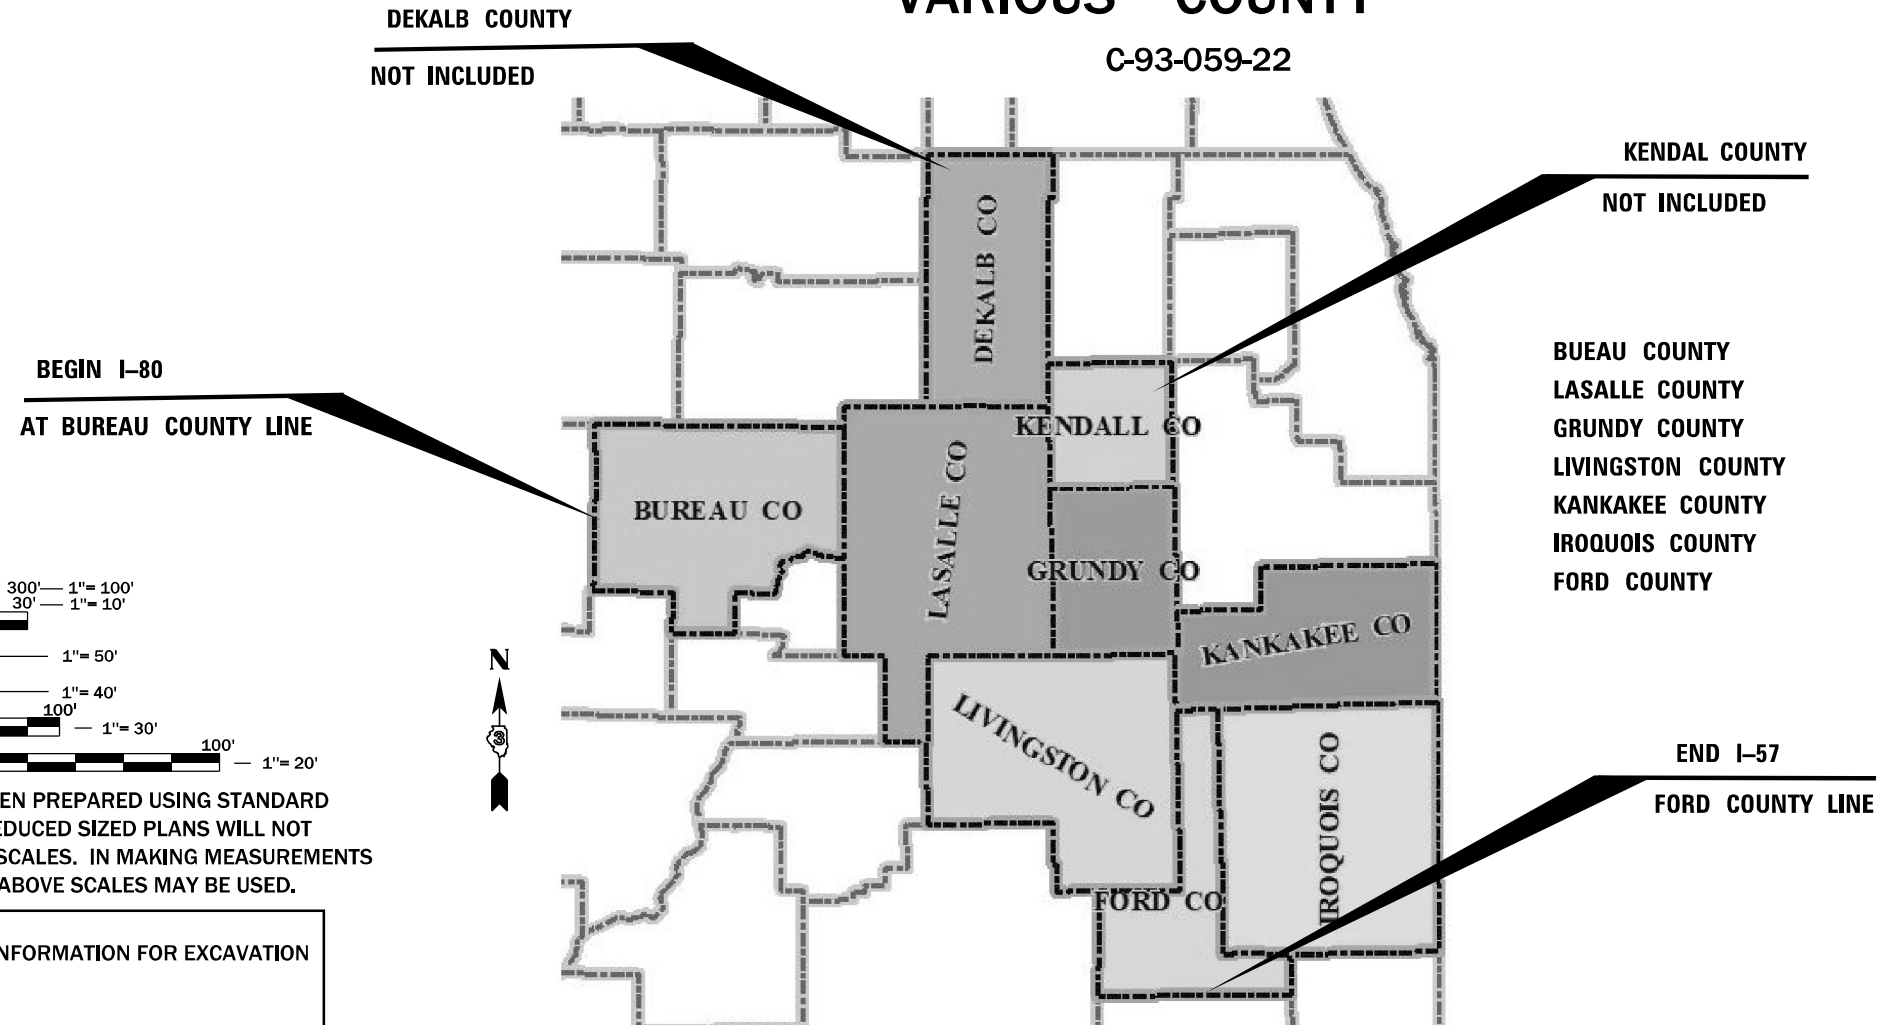 VARIOUS COUNTY
C-93-059-22
DEKALB COUNTY
NOT INCLUDED
KENDAL COUNTY
NOT INCLUDED
BEGIN I-80
AT BUREAU COUNTY LINE
DEKALB CO
KENDALL CO
BUREAU CO
LASALLE CO
GRUNDY CO
KANKAKEE CO
LIVINGSTON CO
IROQUOIS CO
FORD CO
BUEAU COUNTY
LASALLE COUNTY
GRUNDY COUNTY
LIVINGSTON COUNTY
KANKAKEE COUNTY
IROQUOIS COUNTY
FORD COUNTY
END I-57
FORD COUNTY LINE
N
3
300' 1"= 100'
30' 1"= 10'
1"= 50'
1"= 40'
100'
1"= 30'
100'
1"= 20'
EN PREPARED USING STANDARD
EDUCED SIZED PLANS WILL NOT
SCALES. IN MAKING MEASUREMENTS
ABOVE SCALES MAY BE USED.
NFORMATION FOR EXCAVATION